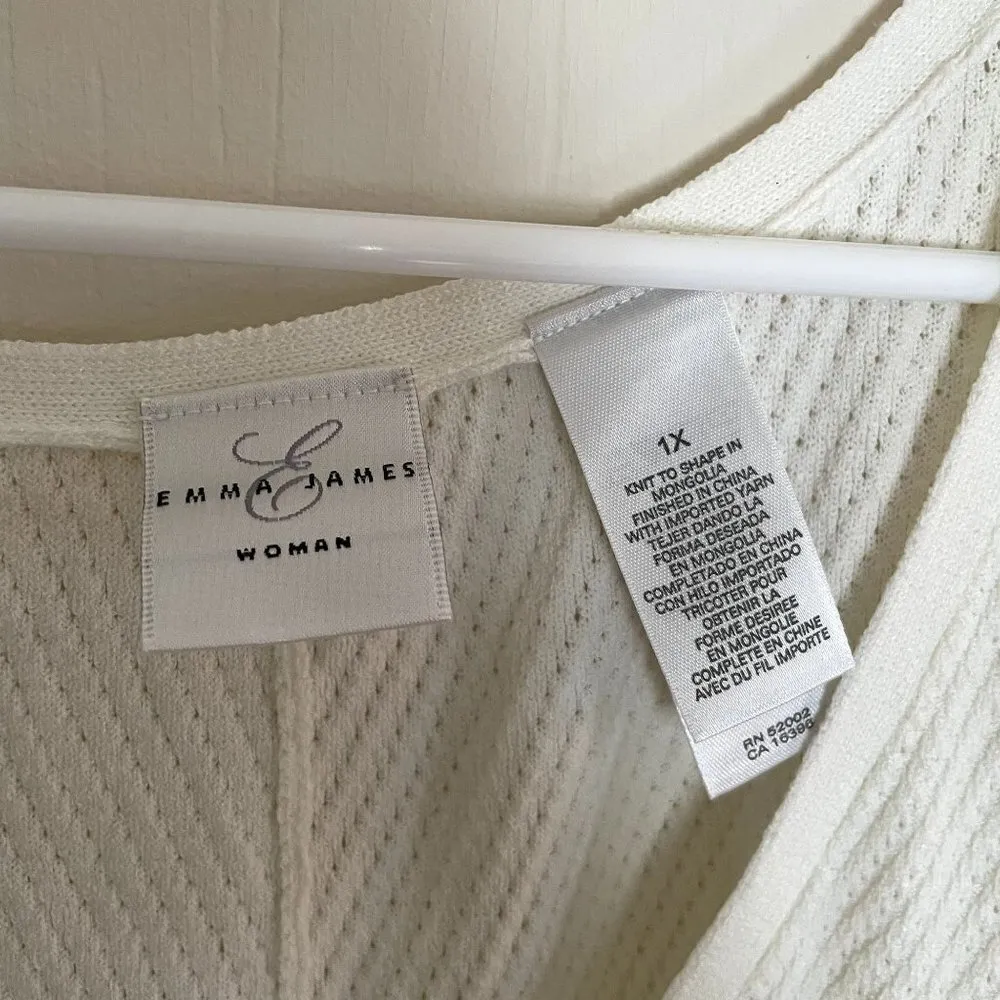 E
EMMA JAMES
WOMAN
1X
KNIT TO SHAPE IN
MONGOLIA
FINISHED IN CHINA
WITH IMPORTED YARN
TEJER DANDO LA
FORMA DESEADA
EN MONGOLIA
COMPLETADO EN CHINA
CON HILO IMPORTADO
TRICOTER POUR
OBTENIR LA
FORME DESIREE
EN MONGOLIE
COMPLETE EN CHINE
AVEC DU FIL IMPORTE
RN 52002
CA 16396